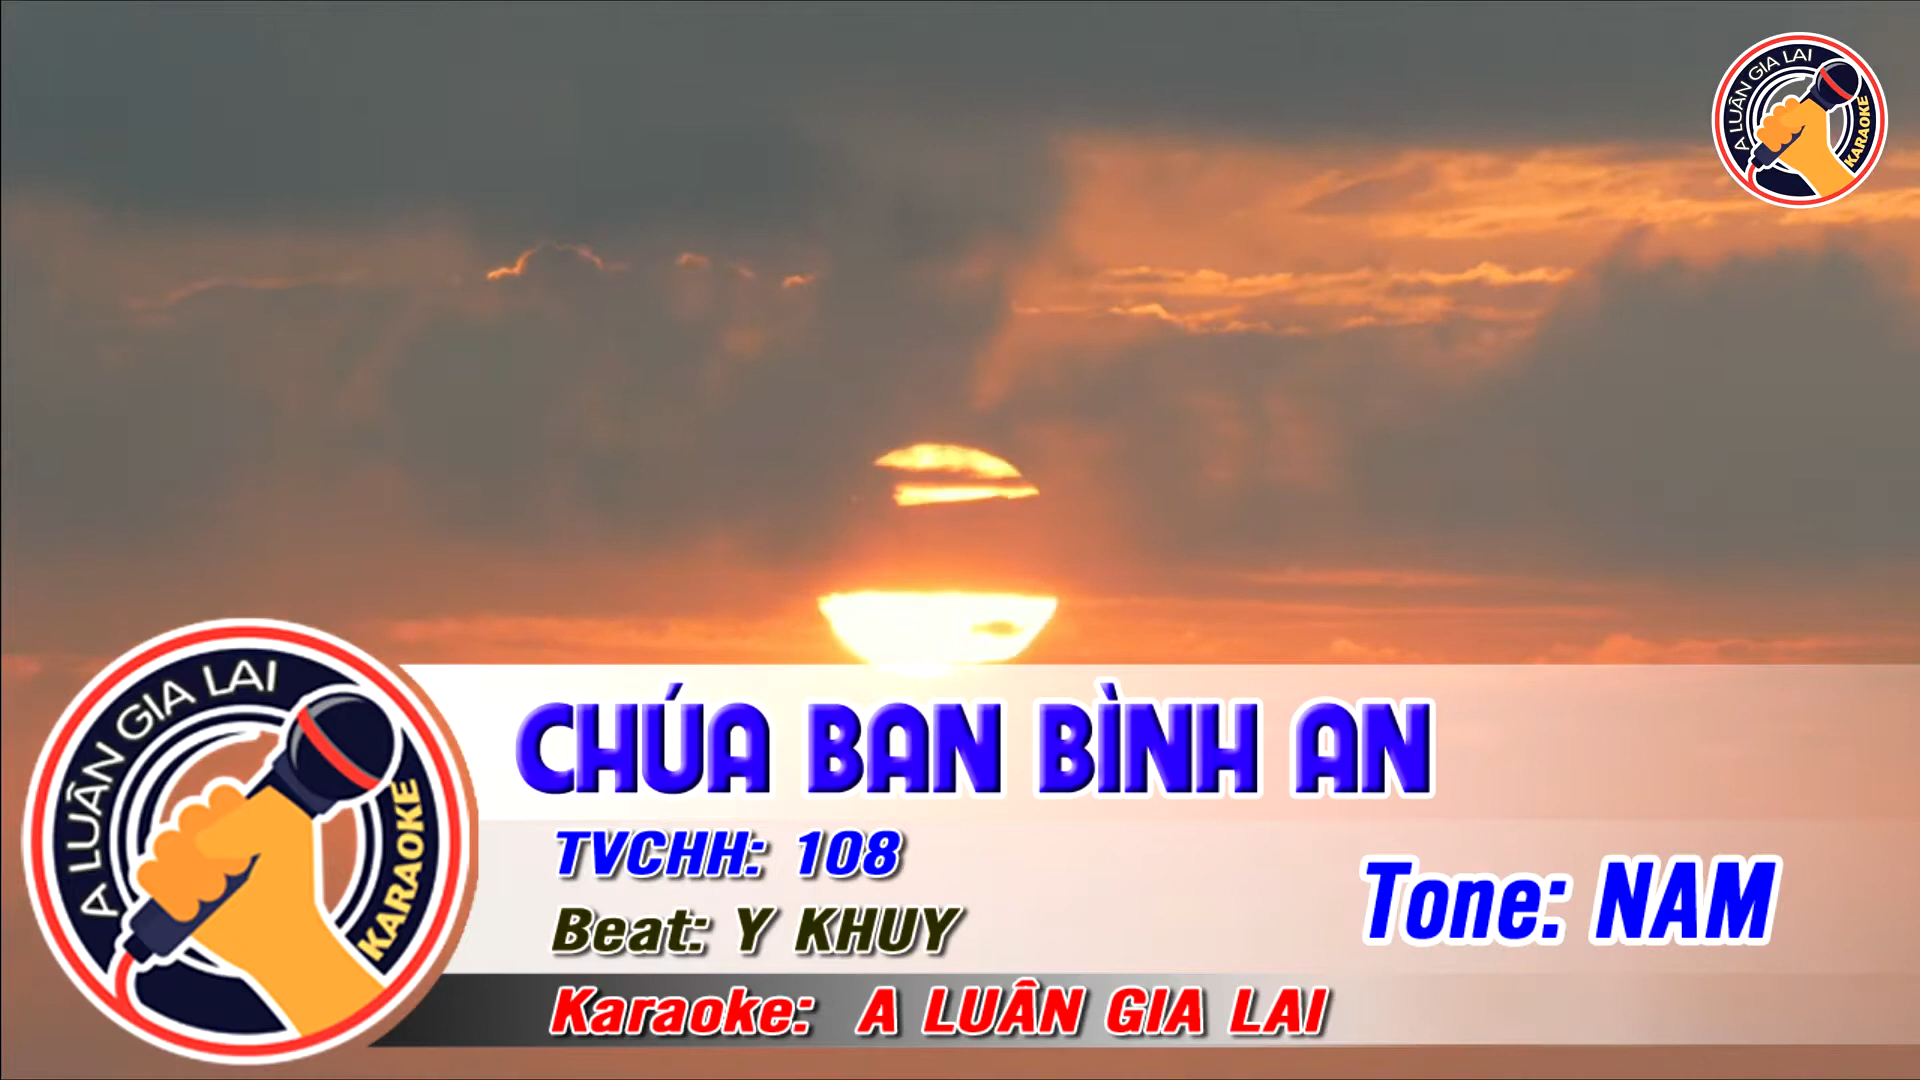 A LUÂN GIA LAI
KARAOKE
A LUÂN GIA LAI
KARAOKE
CHÚA BAN BÌNH AN
TVCHH: 108
Beat: Y KHUY
Tone: NAM
Karaoke: A LUÂN GIA LAI